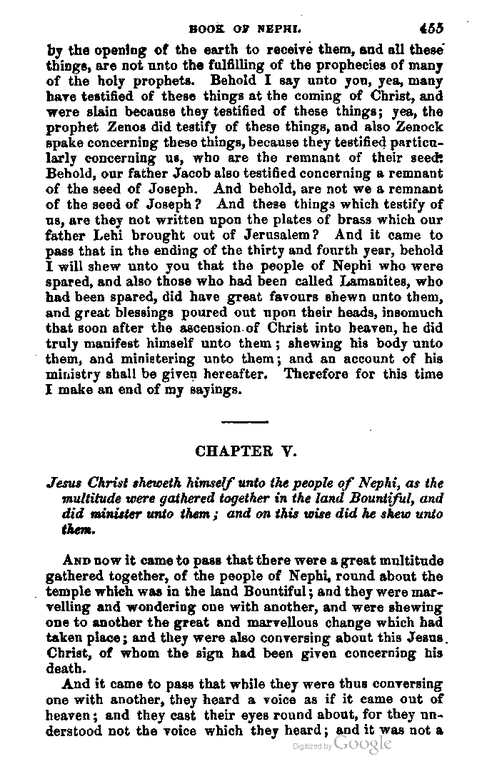 BOOK OF NEPHI. 455
by the opening of the earth to receive them, and all these
things, are not unto the fulfilling of the prophecies of many
of the holy prophets. Behold I say unto you, yea, many
have testified of these things at the coming of Christ, and
were slain because they testified of these things; yea, the
prophet Zenos did testify of these things, and also Zenock
spake concerning these things, because they testified particu-
larly concerning us, who are the remnant of their seed:
Behold, our father Jacob also testified concerning a remnant
of the seed of Joseph. And behold, are not we a remnant
of the seed of Joseph? And these things which testify of
us, are they not written upon the plates of brass which our
father Lehi brought out of Jerusalem? And it came to
pass that in the ending of the thirty and fourth year, behold
I will shew unto you that the people of Nephi who were
spared, and also those who had been called Lamanites, who
had been spared, did have great favours shewn unto them,
and great blessings poured out upon their heads, insomuch
that soon after the ascension of Christ into heaven, he did
truly manifest himself unto them; shewing his body unto
them, and ministering unto them; and an account of his
ministry shall be given hereafter. Therefore for this time
I make an end of my sayings.
CHAPTER V.
Jesus Christ sheweth himself unto the people of Nephi, as the
multitude were gathered together in the land Bountiful, and
did minister unto them; and on this wise did he shew unto
them.
AND now it came to pass that there were a great multitude
gathered together, of the people of Nephi, round about the
temple which was in the land Bountiful; and they were mar-
velling and wondering one with another, and were shewing
one to another the great and marvellous change which had
taken place; and they were also conversing about this Jesus
Christ, of whom the sign had been given concerning his
death.
And it came to pass that while they were thus conversing
one with another, they heard a voice as if it came out of
heaven; and they cast their eyes round about, for they un-
derstood not the voice which they heard; and it was not a
Digitized by Google